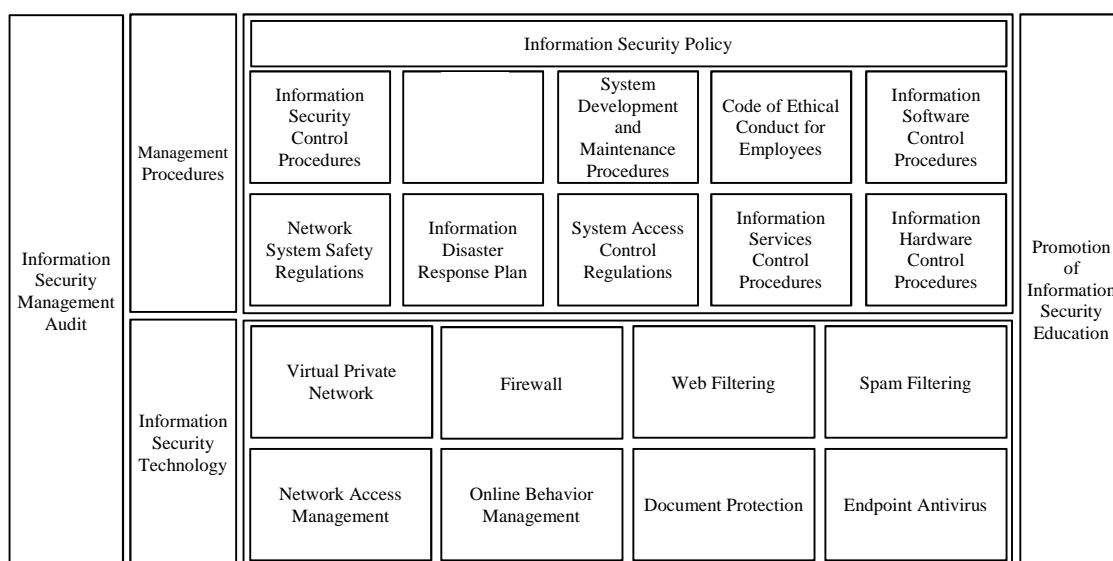 Information Security Policy
Information
Security
Control
Procedures
System
Development
and
Maintenance
Procedures
Code of Ethical
Conduct for
Employees
Information
Software
Control
Procedures
Management
Procedures
Network
System Safety
Regulations
Information
Disaster
Response Plan
System Access
Control
Regulations
Information
Services
Control
Procedures
Information
Hardware
Control
Procedures
Information
Security
Management
Audit
Promotion
of
Information
Security
Education
Virtual Private
Network
Firewall
Web Filtering
Spam Filtering
Information
Security
Technology
Network Access
Management
Online Behavior
Management
Document Protection
Endpoint Antivirus